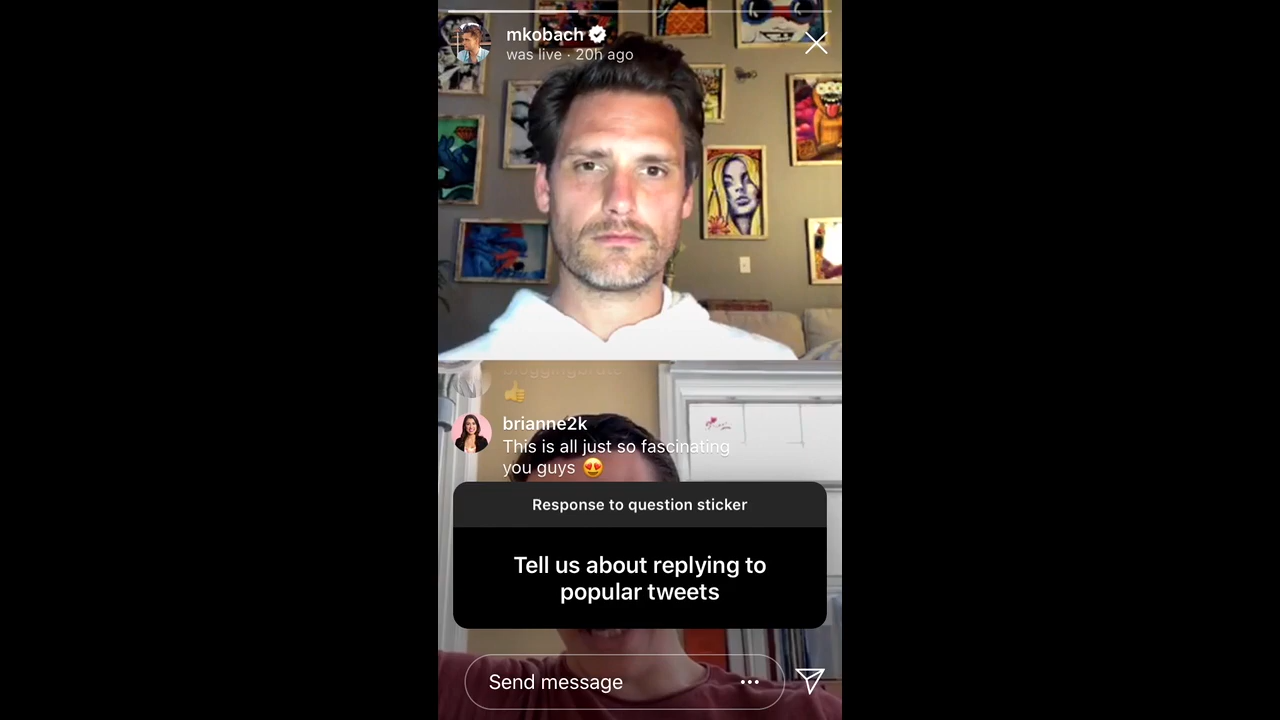 mkobach
was live · 20h ago
brianne2k
This is all just so fascinating
you guys 😍
Response to question sticker
Tell us about replying to
popular tweets
Send message